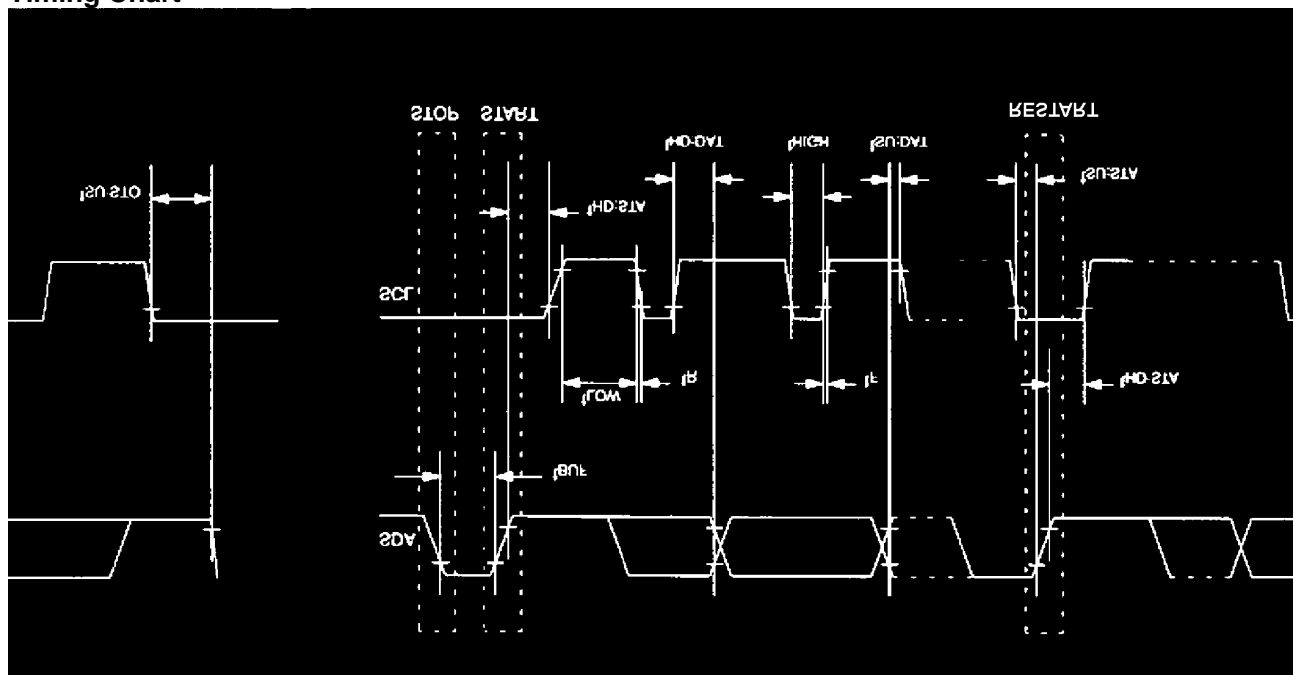 Timing Chart
STOP START RESTART
tHD:DAT tHIGH tSU:DAT
tSU:STO tHD:STA tSU:STA
SCL
tLOW tR tF tHD:STA
tBUF
SDA